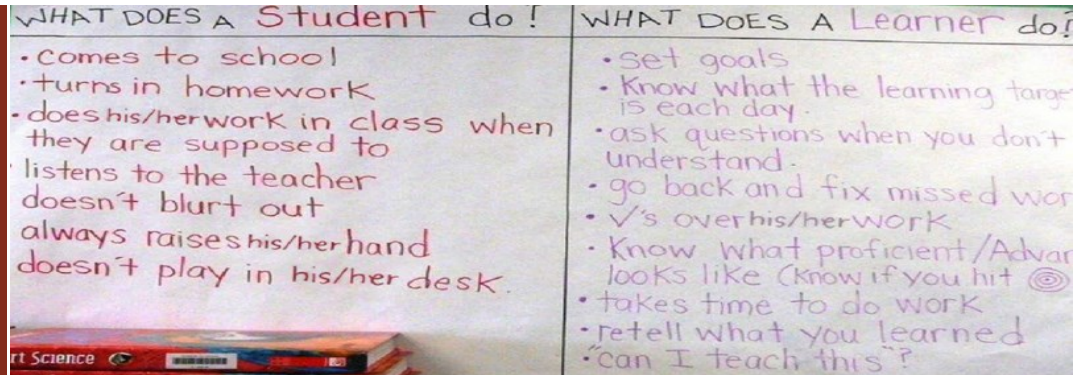 WHAT DOES A Student do?
• comes to school
• turns in homework
• does his/her work in class when
they are supposed to
• listens to the teacher
doesn't blurt out
always raises his/her hand
doesn't play in his/her desk.
rt Science
WHAT DOES A Learner do?
• set goals
• Know what the learning targe
is each day.
• ask questions when you don't
understand.
• go back and fix missed wor
• √'s over his/her work
• Know what proficient/Advan
looks like (know if you hit
• takes time to do work
• retell what you learned
• "can I teach this"?